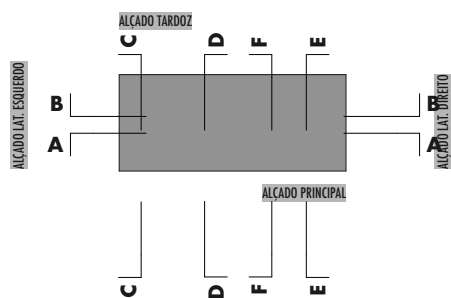 ALÇADO TARDOZ
C D F E
ALÇADO LAT. ESQUERDO
B B
A A
ALÇADO LAT. DIREITO
ALÇADO PRINCIPAL
C D F E